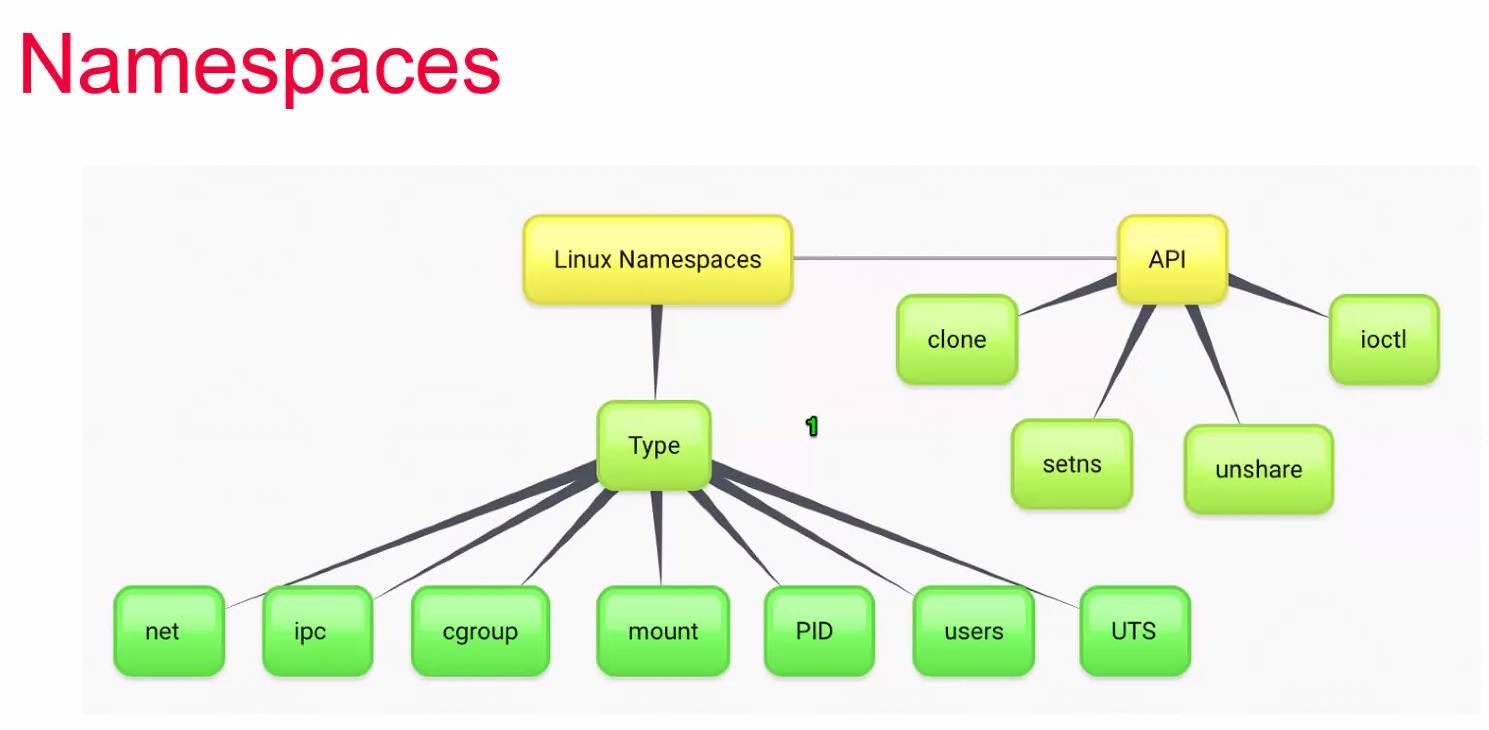 Namespaces
Linux Namespaces
API
clone
ioctl
Type
1
setns
unshare
net
ipc
cgroup
mount
PID
users
UTS